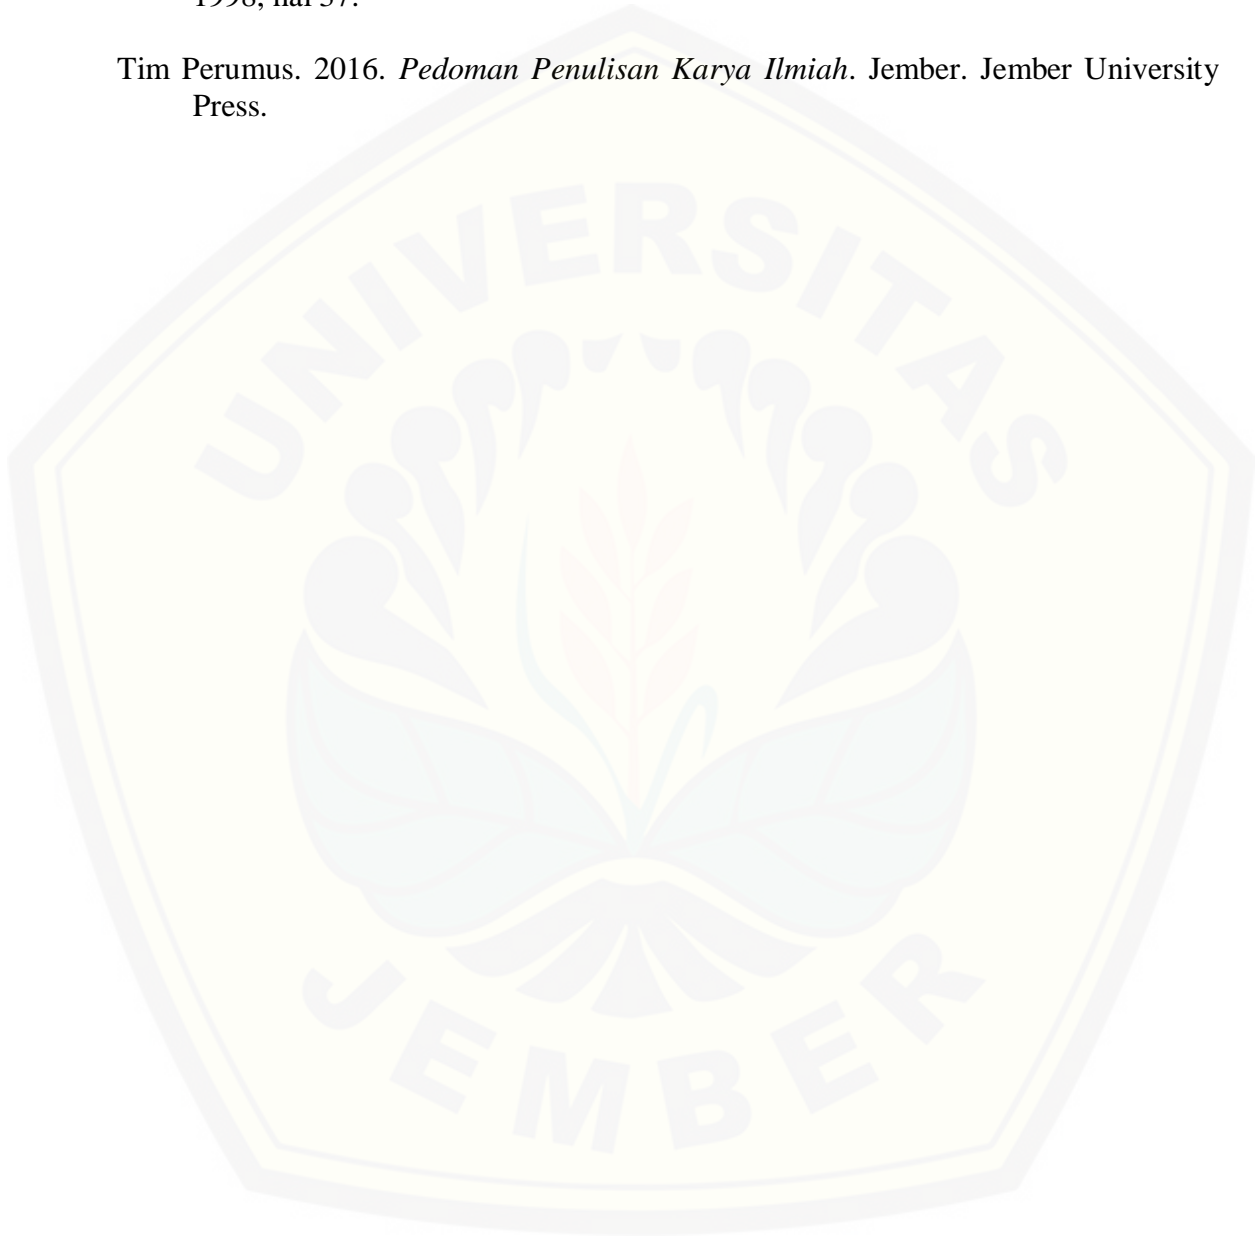 1998, hal 37.
Tim Perumus. 2016. Pedoman Penulisan Karya Ilmiah. Jember. Jember University
Press.
UNIVERSITAS
JEMBER